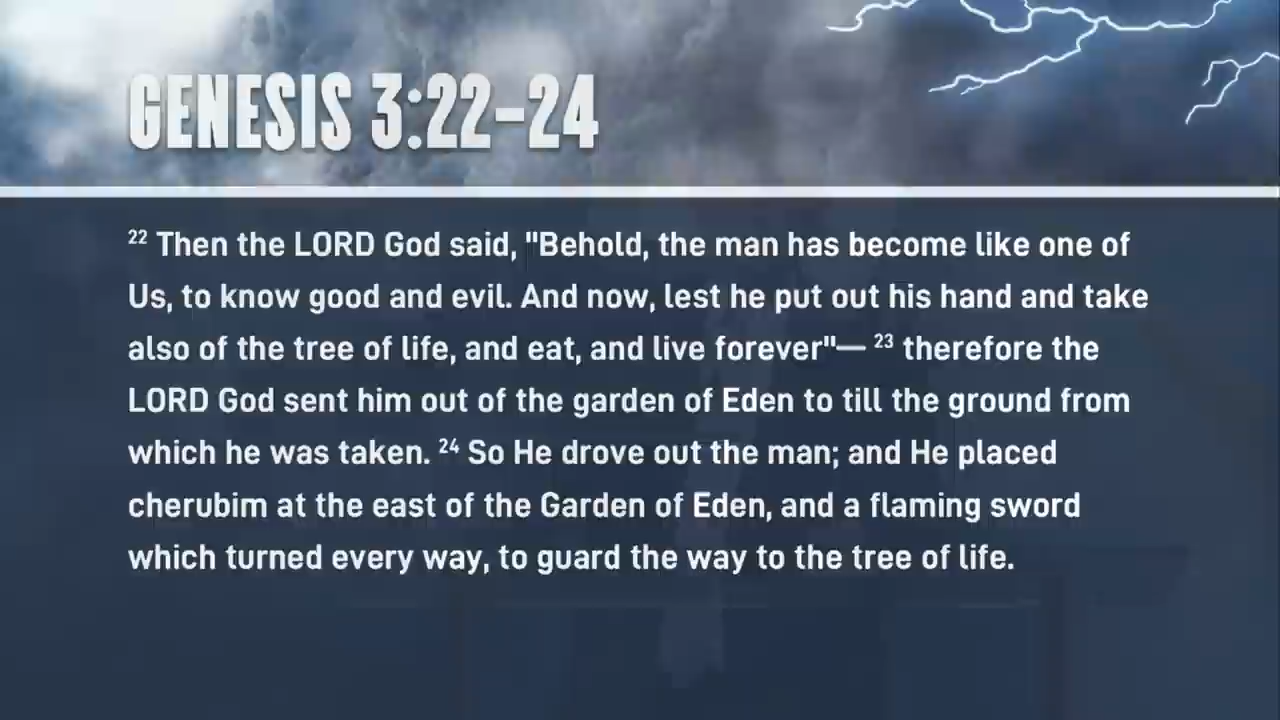 GENESIS 3:22-24
22 Then the LORD God said, "Behold, the man has become like one of
Us, to know good and evil. And now, lest he put out his hand and take
also of the tree of life, and eat, and live forever"— 23 therefore the
LORD God sent him out of the garden of Eden to till the ground from
which he was taken. 24 So He drove out the man; and He placed
cherubim at the east of the Garden of Eden, and a flaming sword
which turned every way, to guard the way to the tree of life.